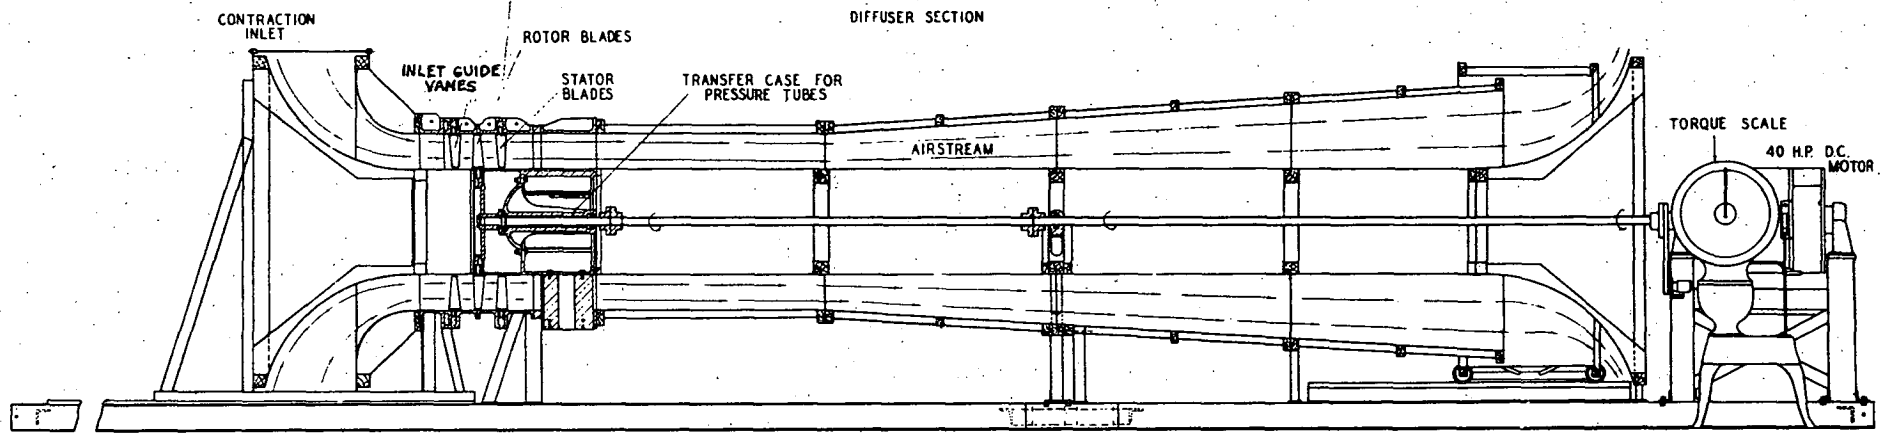 CONTRACTION
INLET
DIFFUSER SECTION
ROTOR BLADES
INLET GUIDE
VANES
STATOR
BLADES
TRANSFER CASE FOR
PRESSURE TUBES
AIRSTREAM
TORQUE SCALE
40 H.P. D.C.
MOTOR